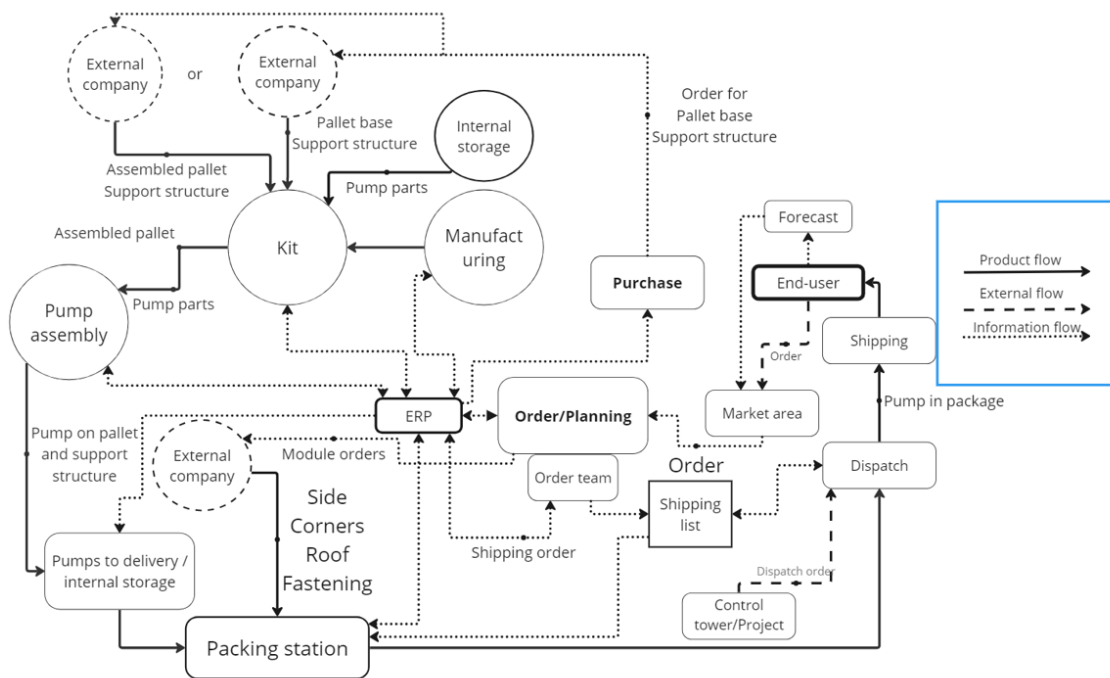 External
company
or
External
company
Internal
storage
Order for
Pallet base
Support structure
Pallet base
Support structure
Assembled pallet
Support structure
Pump parts
Assembled pallet
Kit
Manufact
uring
Forecast
Product flow
Purchase
End-user
External flow
Pump parts
Pump
assembly
Information flow
Shipping
Order
Pump in package
ERP
Order/Planning
Market area
Pump on pallet
and support
structure
External
company
Module orders
Order
Dispatch
Order team
Side
Corners
Roof
Fastening
Shipping
list
Shipping order
Pumps to delivery /
internal storage
Dispatch order
Control
tower/Project
Packing station